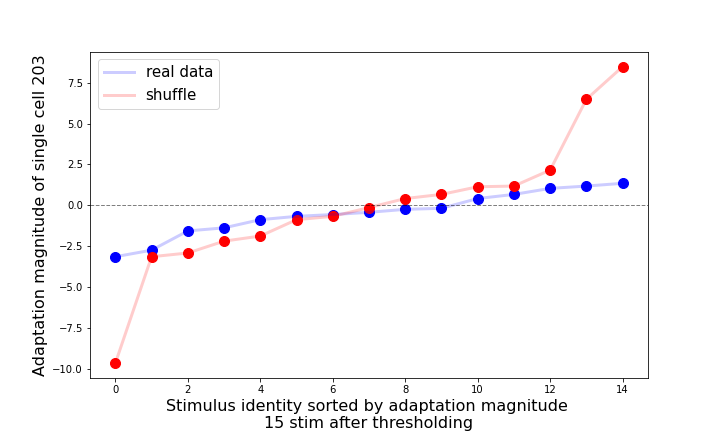 real data
shuffle
Adaptation magnitude of single cell 203
7.5
5.0
2.5
0.0
−2.5
−5.0
−7.5
−10.0
0 2 4 6 8 10 12 14
Stimulus identity sorted by adaptation magnitude
15 stim after thresholding